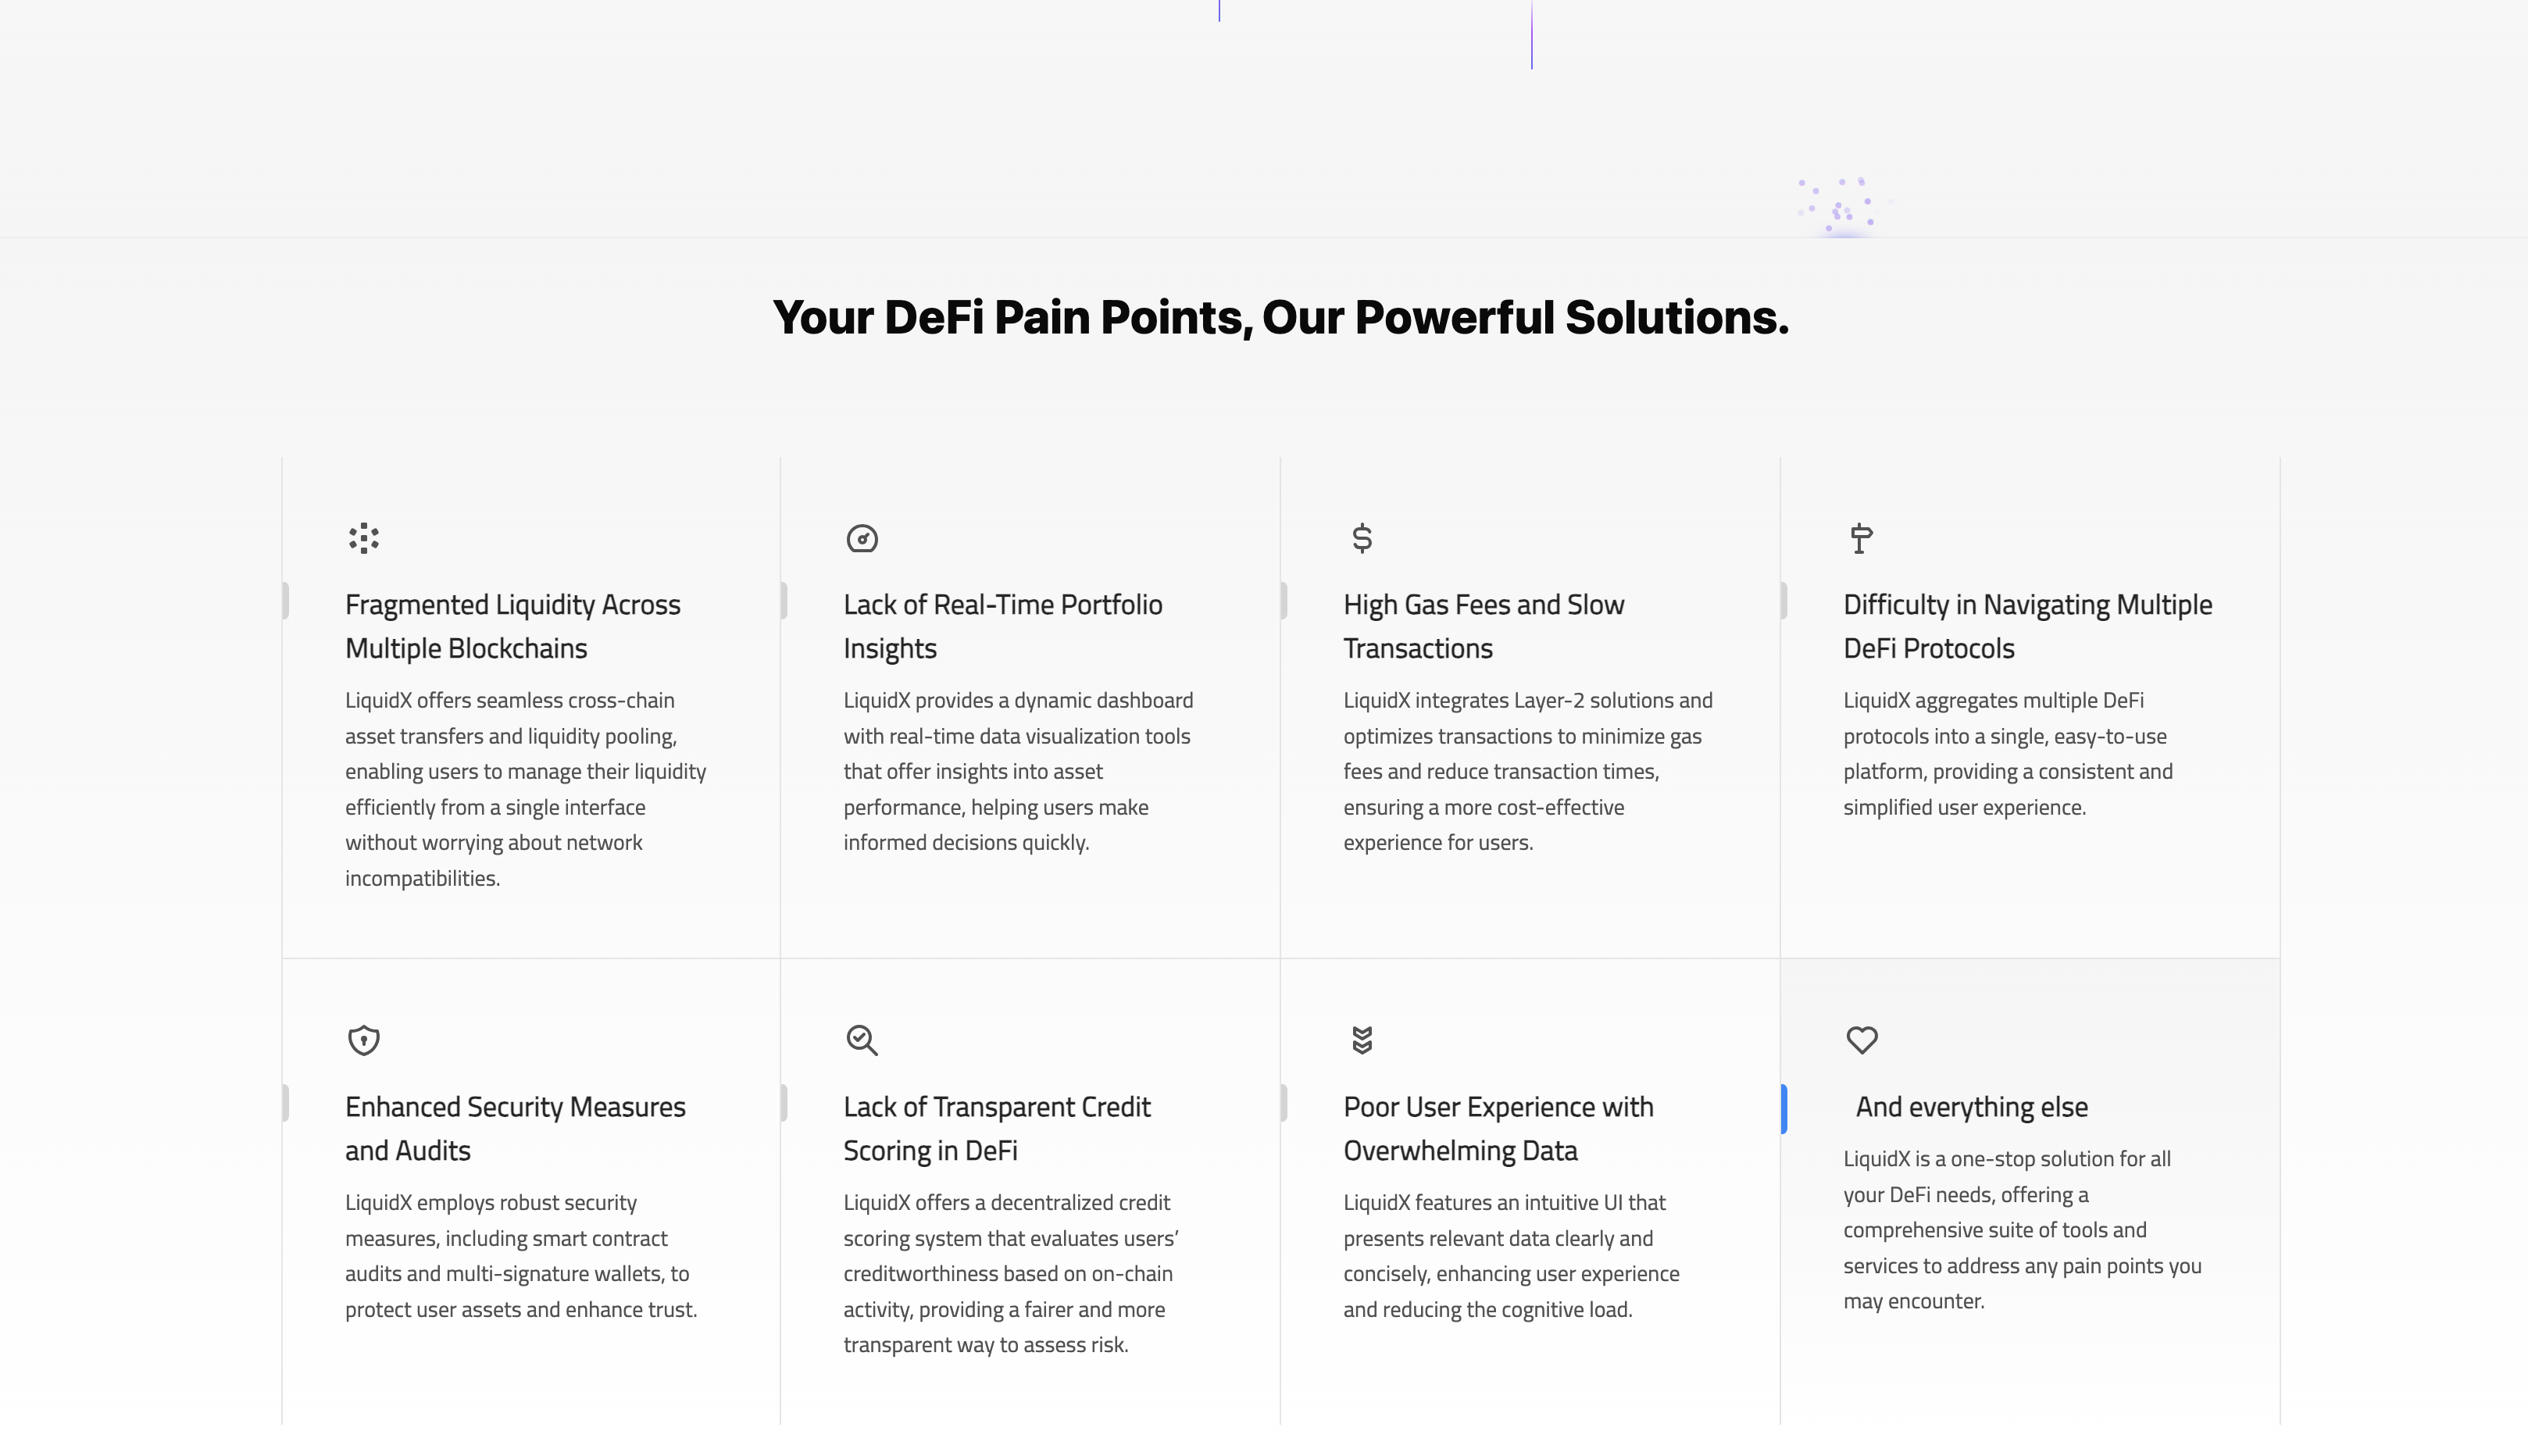 Your DeFi Pain Points, Our Powerful Solutions.
Fragmented Liquidity Across
Multiple Blockchains
LiquidX offers seamless cross-chain
asset transfers and liquidity pooling,
enabling users to manage their liquidity
efficiently from a single interface
without worrying about network
incompatibilities.
Lack of Real-Time Portfolio
Insights
LiquidX provides a dynamic dashboard
with real-time data visualization tools
that offer insights into asset
performance, helping users make
informed decisions quickly.
High Gas Fees and Slow
Transactions
LiquidX integrates Layer-2 solutions and
optimizes transactions to minimize gas
fees and reduce transaction times,
ensuring a more cost-effective
experience for users.
Difficulty in Navigating Multiple
DeFi Protocols
LiquidX aggregates multiple DeFi
protocols into a single, easy-to-use
platform, providing a consistent and
simplified user experience.
Enhanced Security Measures
and Audits
LiquidX employs robust security
measures, including smart contract
audits and multi-signature wallets, to
protect user assets and enhance trust.
Lack of Transparent Credit
Scoring in DeFi
LiquidX offers a decentralized credit
scoring system that evaluates users’
creditworthiness based on on-chain
activity, providing a fairer and more
transparent way to assess risk.
Poor User Experience with
Overwhelming Data
LiquidX features an intuitive UI that
presents relevant data clearly and
concisely, enhancing user experience
and reducing the cognitive load.
And everything else
LiquidX is a one-stop solution for all
your DeFi needs, offering a
comprehensive suite of tools and
services to address any pain points you
may encounter.